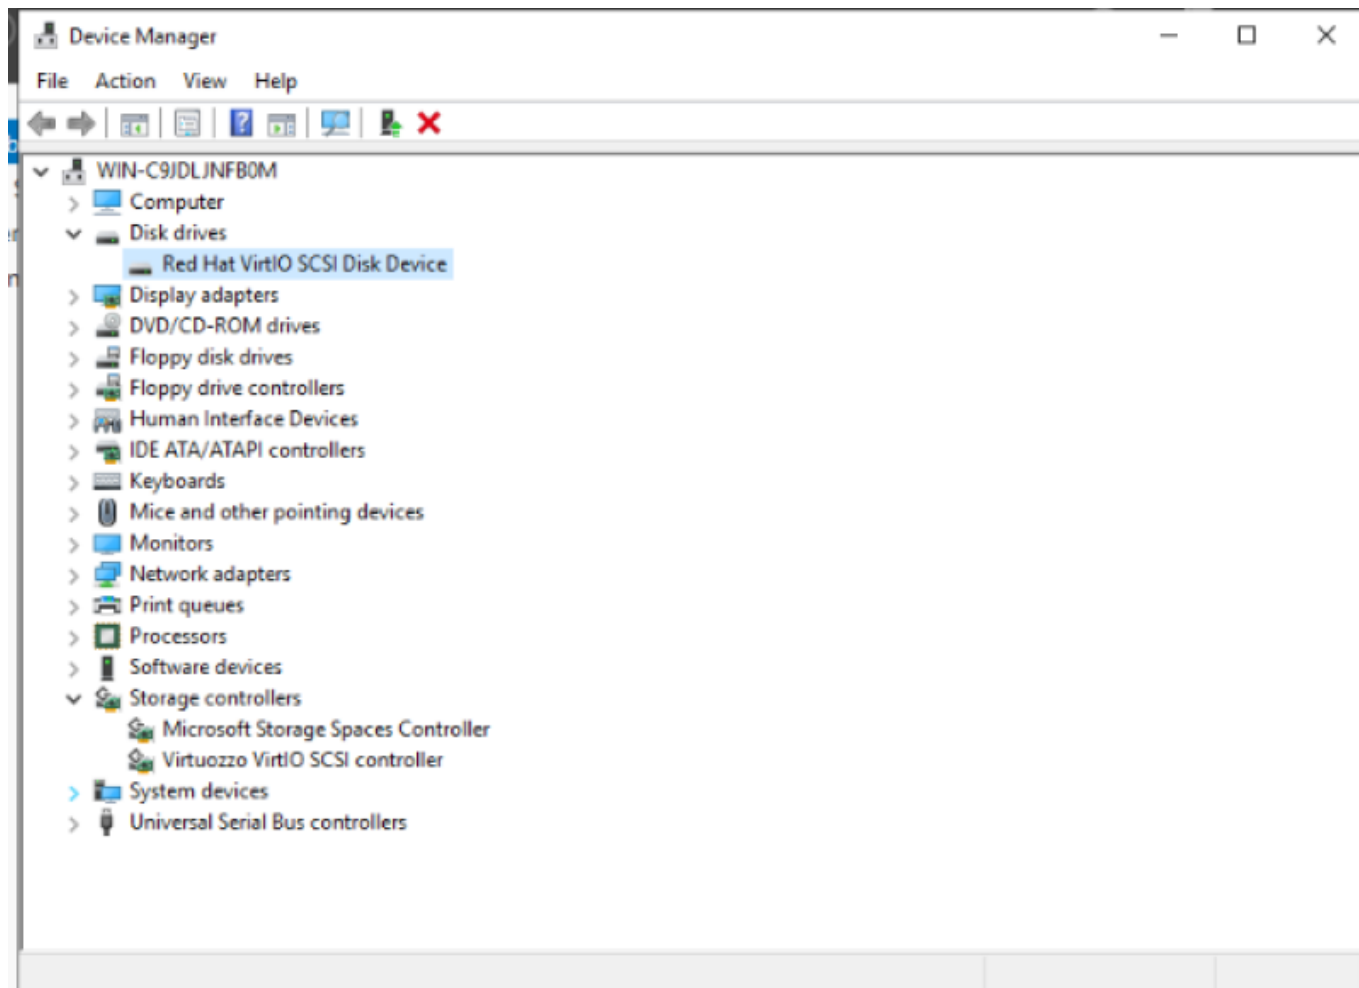 Device Manager
File Action View Help
WIN-C9JDLJNFB0M
Computer
Disk drives
Red Hat VirtIO SCSI Disk Device
Display adapters
DVD/CD-ROM drives
Floppy disk drives
Floppy drive controllers
Human Interface Devices
IDE ATA/ATAPI controllers
Keyboards
Mice and other pointing devices
Monitors
Network adapters
Print queues
Processors
Software devices
Storage controllers
Microsoft Storage Spaces Controller
Virtuozzo VirtIO SCSI controller
System devices
Universal Serial Bus controllers